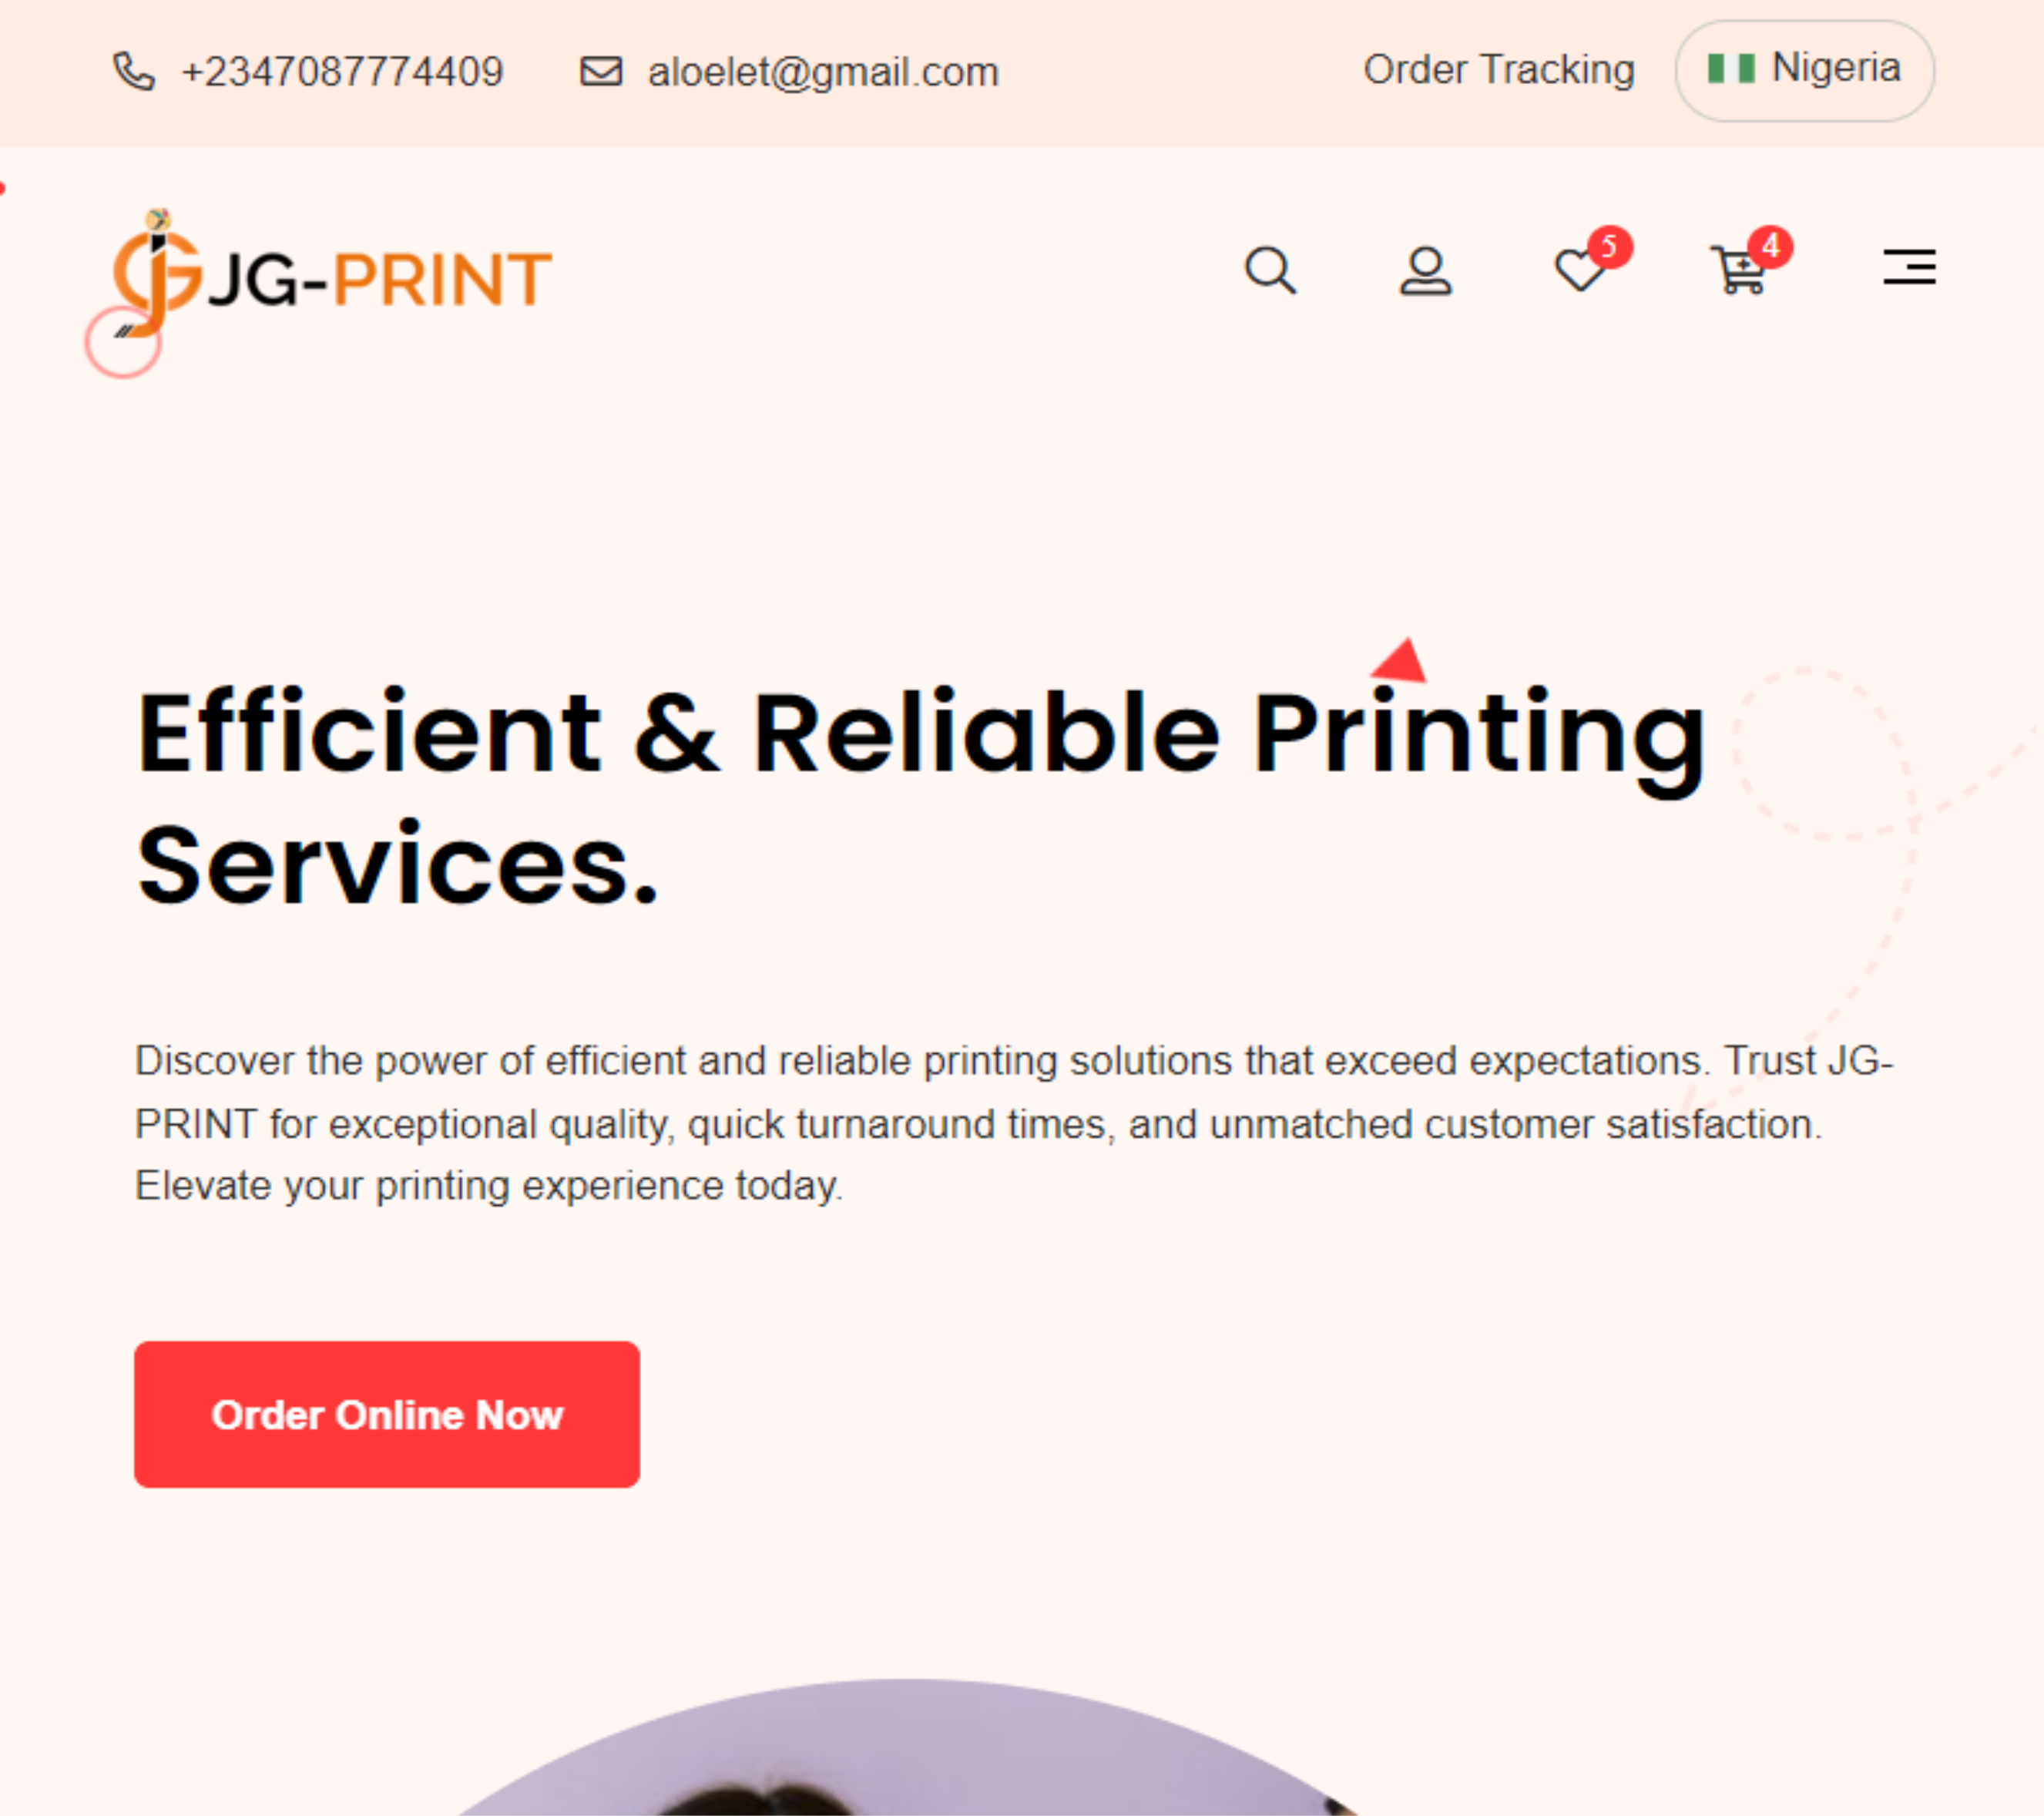 +2347087774409 aloelet@gmail.com Order Tracking Nigeria
JG-PRINT 5 4
Efficient & Reliable Printing
Services.
Discover the power of efficient and reliable printing solutions that exceed expectations. Trust JG-
PRINT for exceptional quality, quick turnaround times, and unmatched customer satisfaction.
Elevate your printing experience today.
Order Online Now